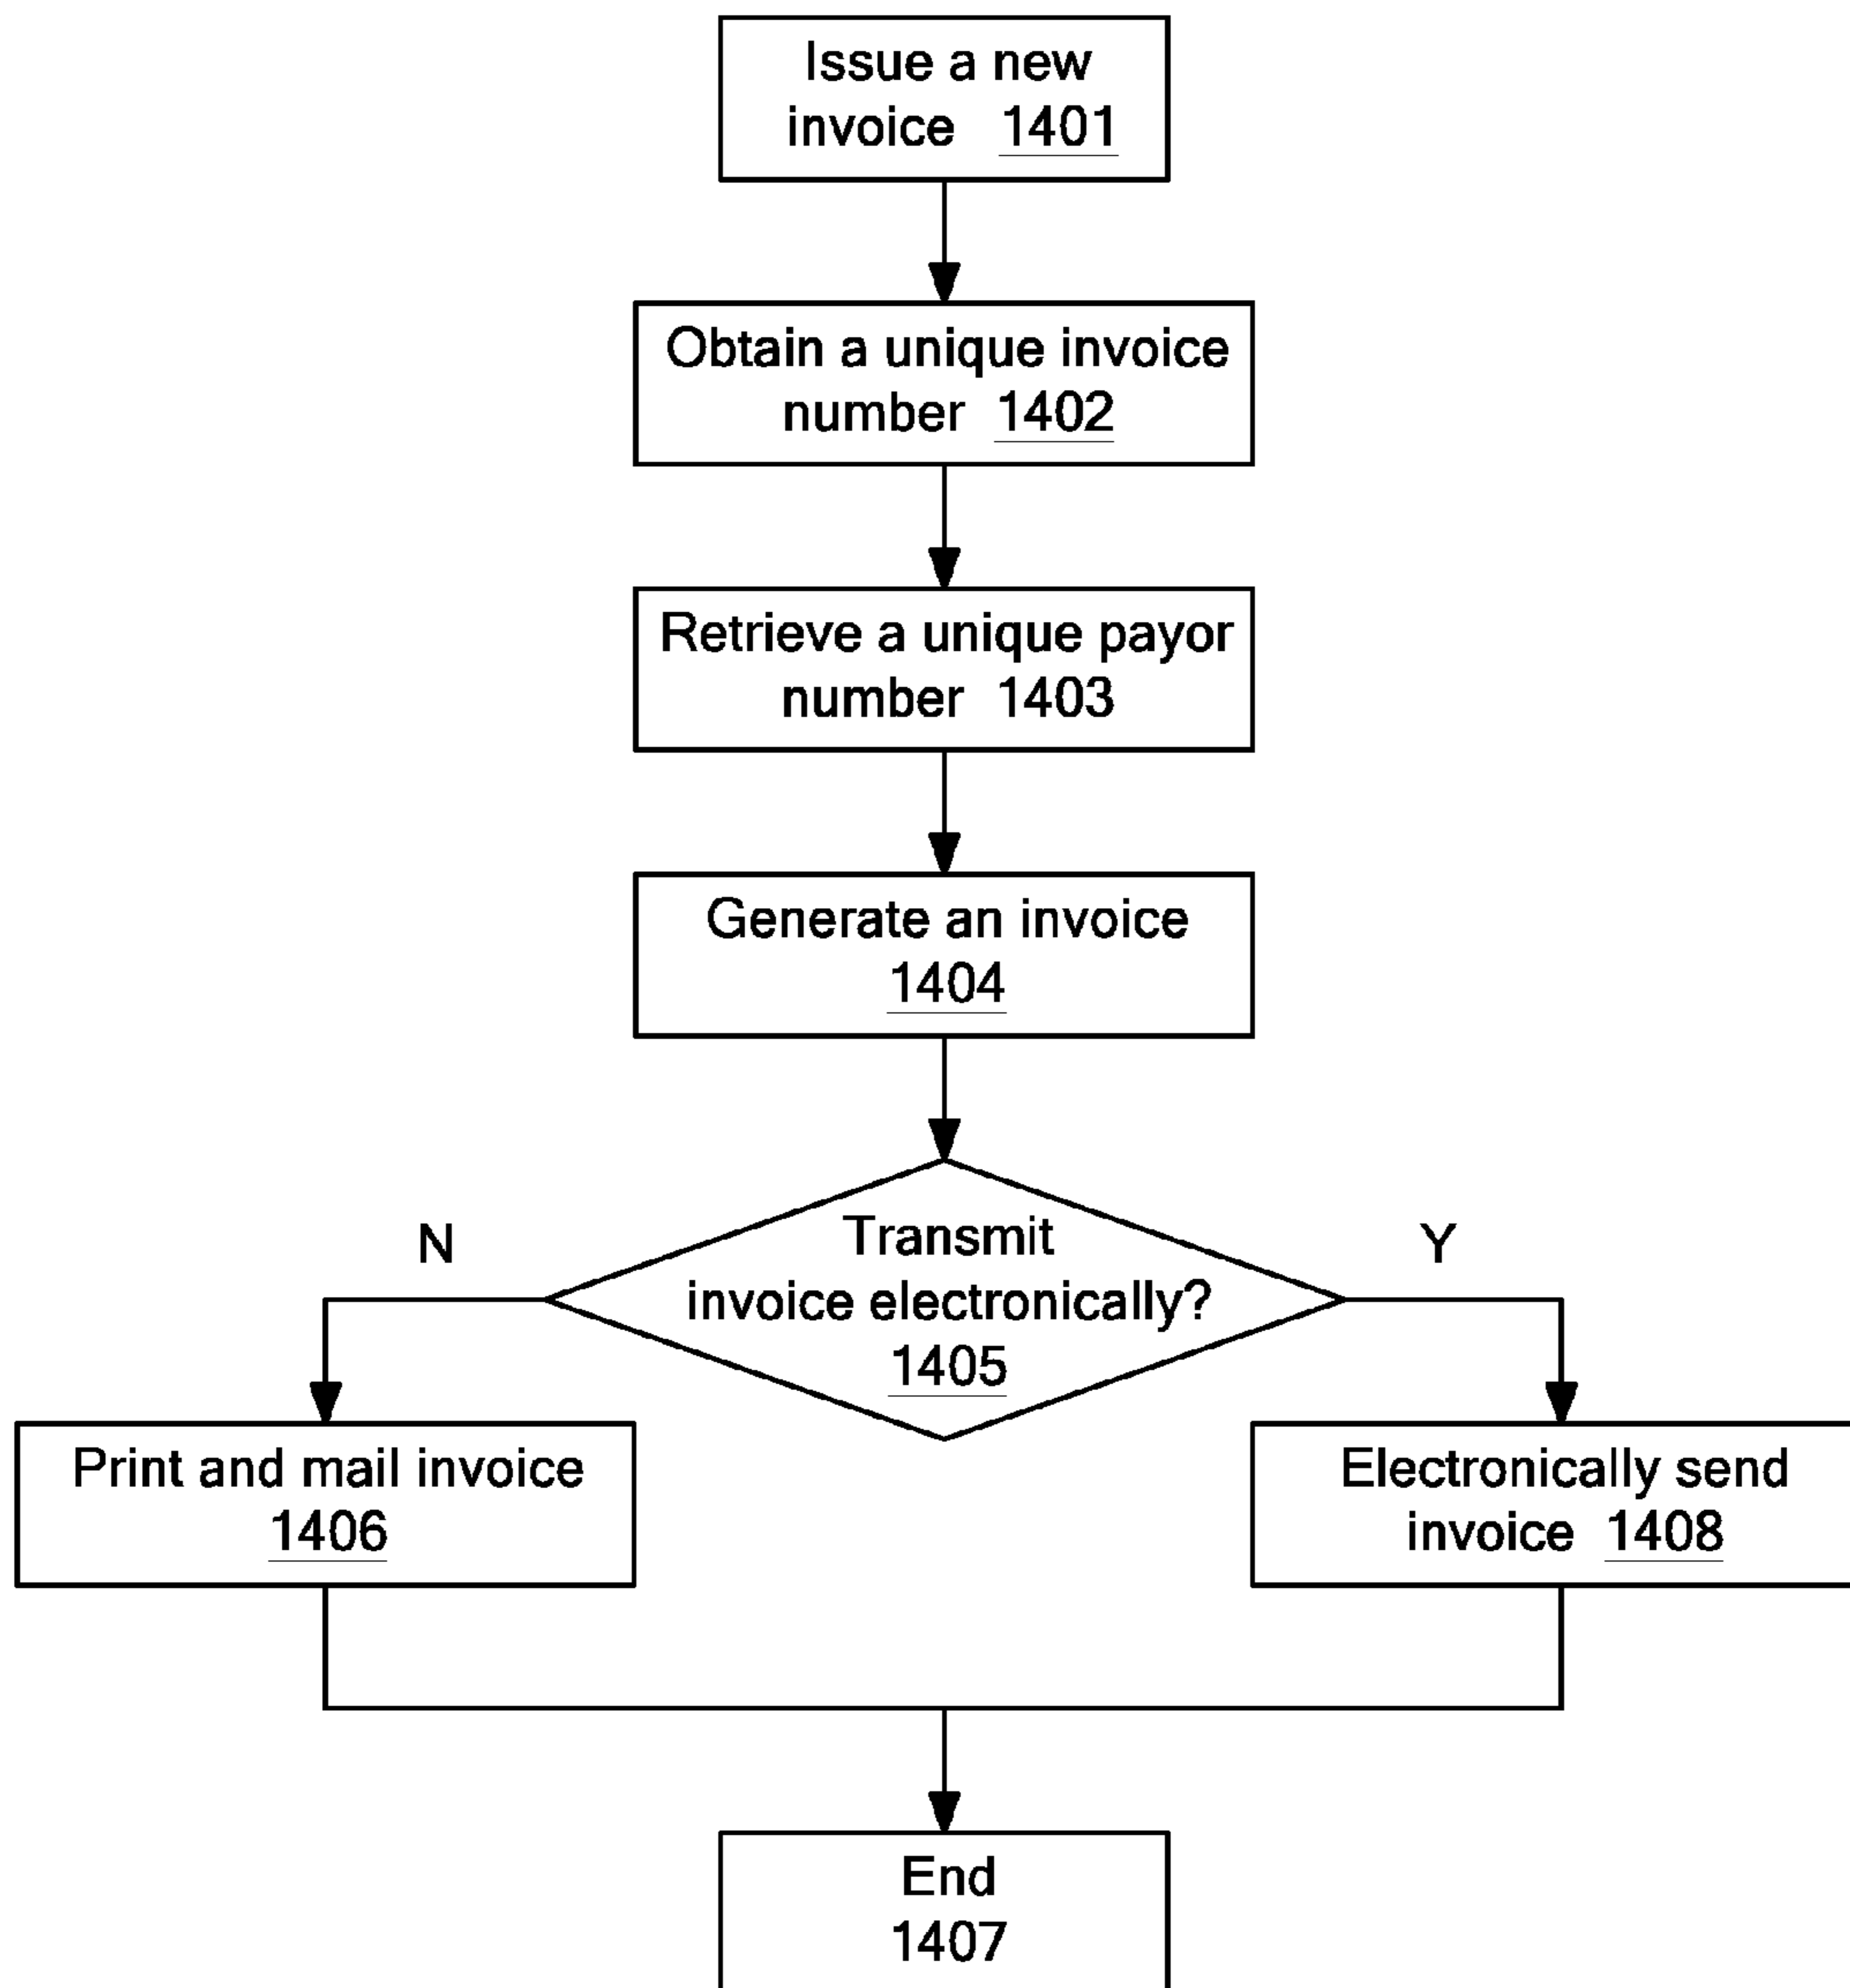 Issue a new
invoice 1401
Obtain a unique invoice
number 1402
Retrieve a unique payor
number 1403
Generate an invoice
1404
Transmit
invoice electronically?
1405
N
Y
Print and mail invoice
1406
Electronically send
invoice 1408
End
1407